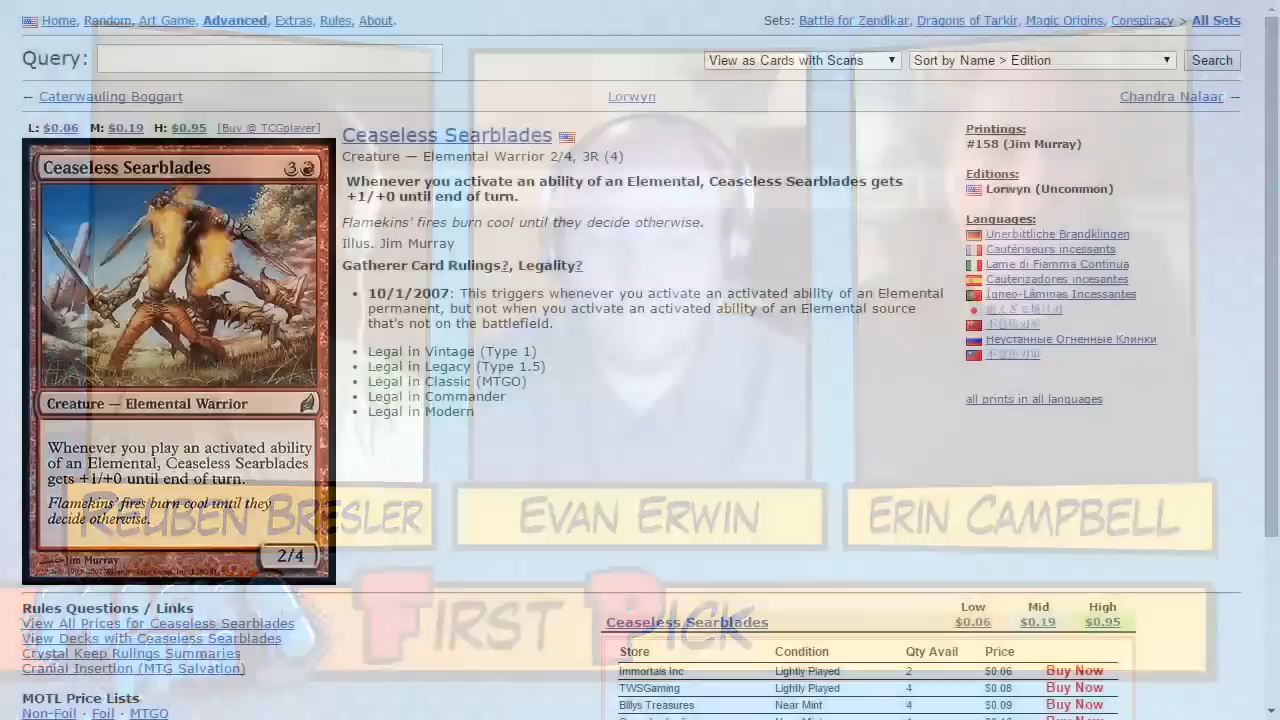 Home, Random, Art Game, Advanced, Extras, Rules, About.
Sets: Battle for Zendikar, Dragons of Tarkir, Magic Origins, Conspiracy > All Sets
Query:
View as Cards with Scans
Sort by Name > Edition
Search
← Caterwauling Boggart
Lorwyn
Chandra Nalaar →
L: $0.06 M: $0.19 H: $0.95 [Buy @ TCGplayer]
Ceaseless Searblades
3
Creature — Elemental Warrior
Whenever you play an activated ability
of an Elemental, Ceaseless Searblades
gets +1/+0 until end of turn.
Flamekins' fires burn cool until they
decide otherwise.
Jim Murray
2/4
Ceaseless Searblades
Creature — Elemental Warrior 2/4, 3R (4)
Whenever you activate an ability of an Elemental, Ceaseless Searblades gets
+1/+0 until end of turn.
Flamekins' fires burn cool until they decide otherwise.
Illus. Jim Murray
Gatherer Card Rulings?, Legality?
• 10/1/2007: This triggers whenever you activate an activated ability of an Elemental
permanent, but not when you activate an activated ability of an Elemental source
that's not on the battlefield.
• Legal in Vintage (Type 1)
• Legal in Legacy (Type 1.5)
• Legal in Classic (MTGO)
• Legal in Commander
• Legal in Modern
Printings:
#158 (Jim Murray)
Editions:
Lorwyn (Uncommon)
Languages:
Unerbittliche Brandklingen
Cautériseurs incessants
Lame di Fiamma Continua
Cauterizadores incesantes
Ígneo-Lâminas Incessantes
Неустанные Огненные Клинки
all prints in all languages
REUBEN BRESLER
EVAN ERWIN
ERIN CAMPBELL
FIRST PICK
Rules Questions / Links
View All Prices for Ceaseless Searblades
View Decks with Ceaseless Searblades
Crystal Keep Rulings Summaries
Cranial Insertion (MTG Salvation)
MOTL Price Lists
Non-Foil · Foil · MTGO
Low Mid High
Ceaseless Searblades $0.06 $0.19 $0.95
Store Condition Qty Avail Price
Immortals Inc Lightly Played 2 $0.06 Buy Now
TWSGaming Lightly Played 4 $0.08 Buy Now
Billys Treasures Near Mint 4 $0.09 Buy Now